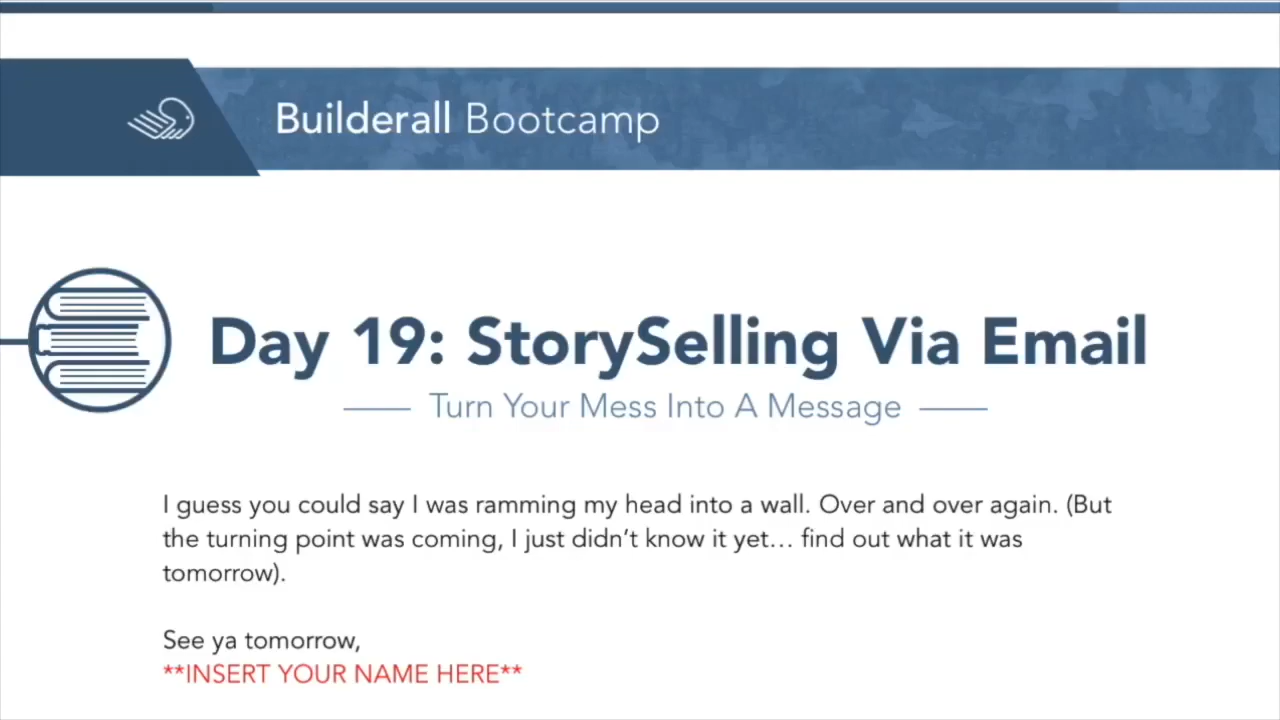 Builderall Bootcamp
Day 19: StorySelling Via Email
Turn Your Mess Into A Message
I guess you could say I was ramming my head into a wall. Over and over again. (But
the turning point was coming, I just didn’t know it yet… find out what it was
tomorrow).
See ya tomorrow,
**INSERT YOUR NAME HERE**